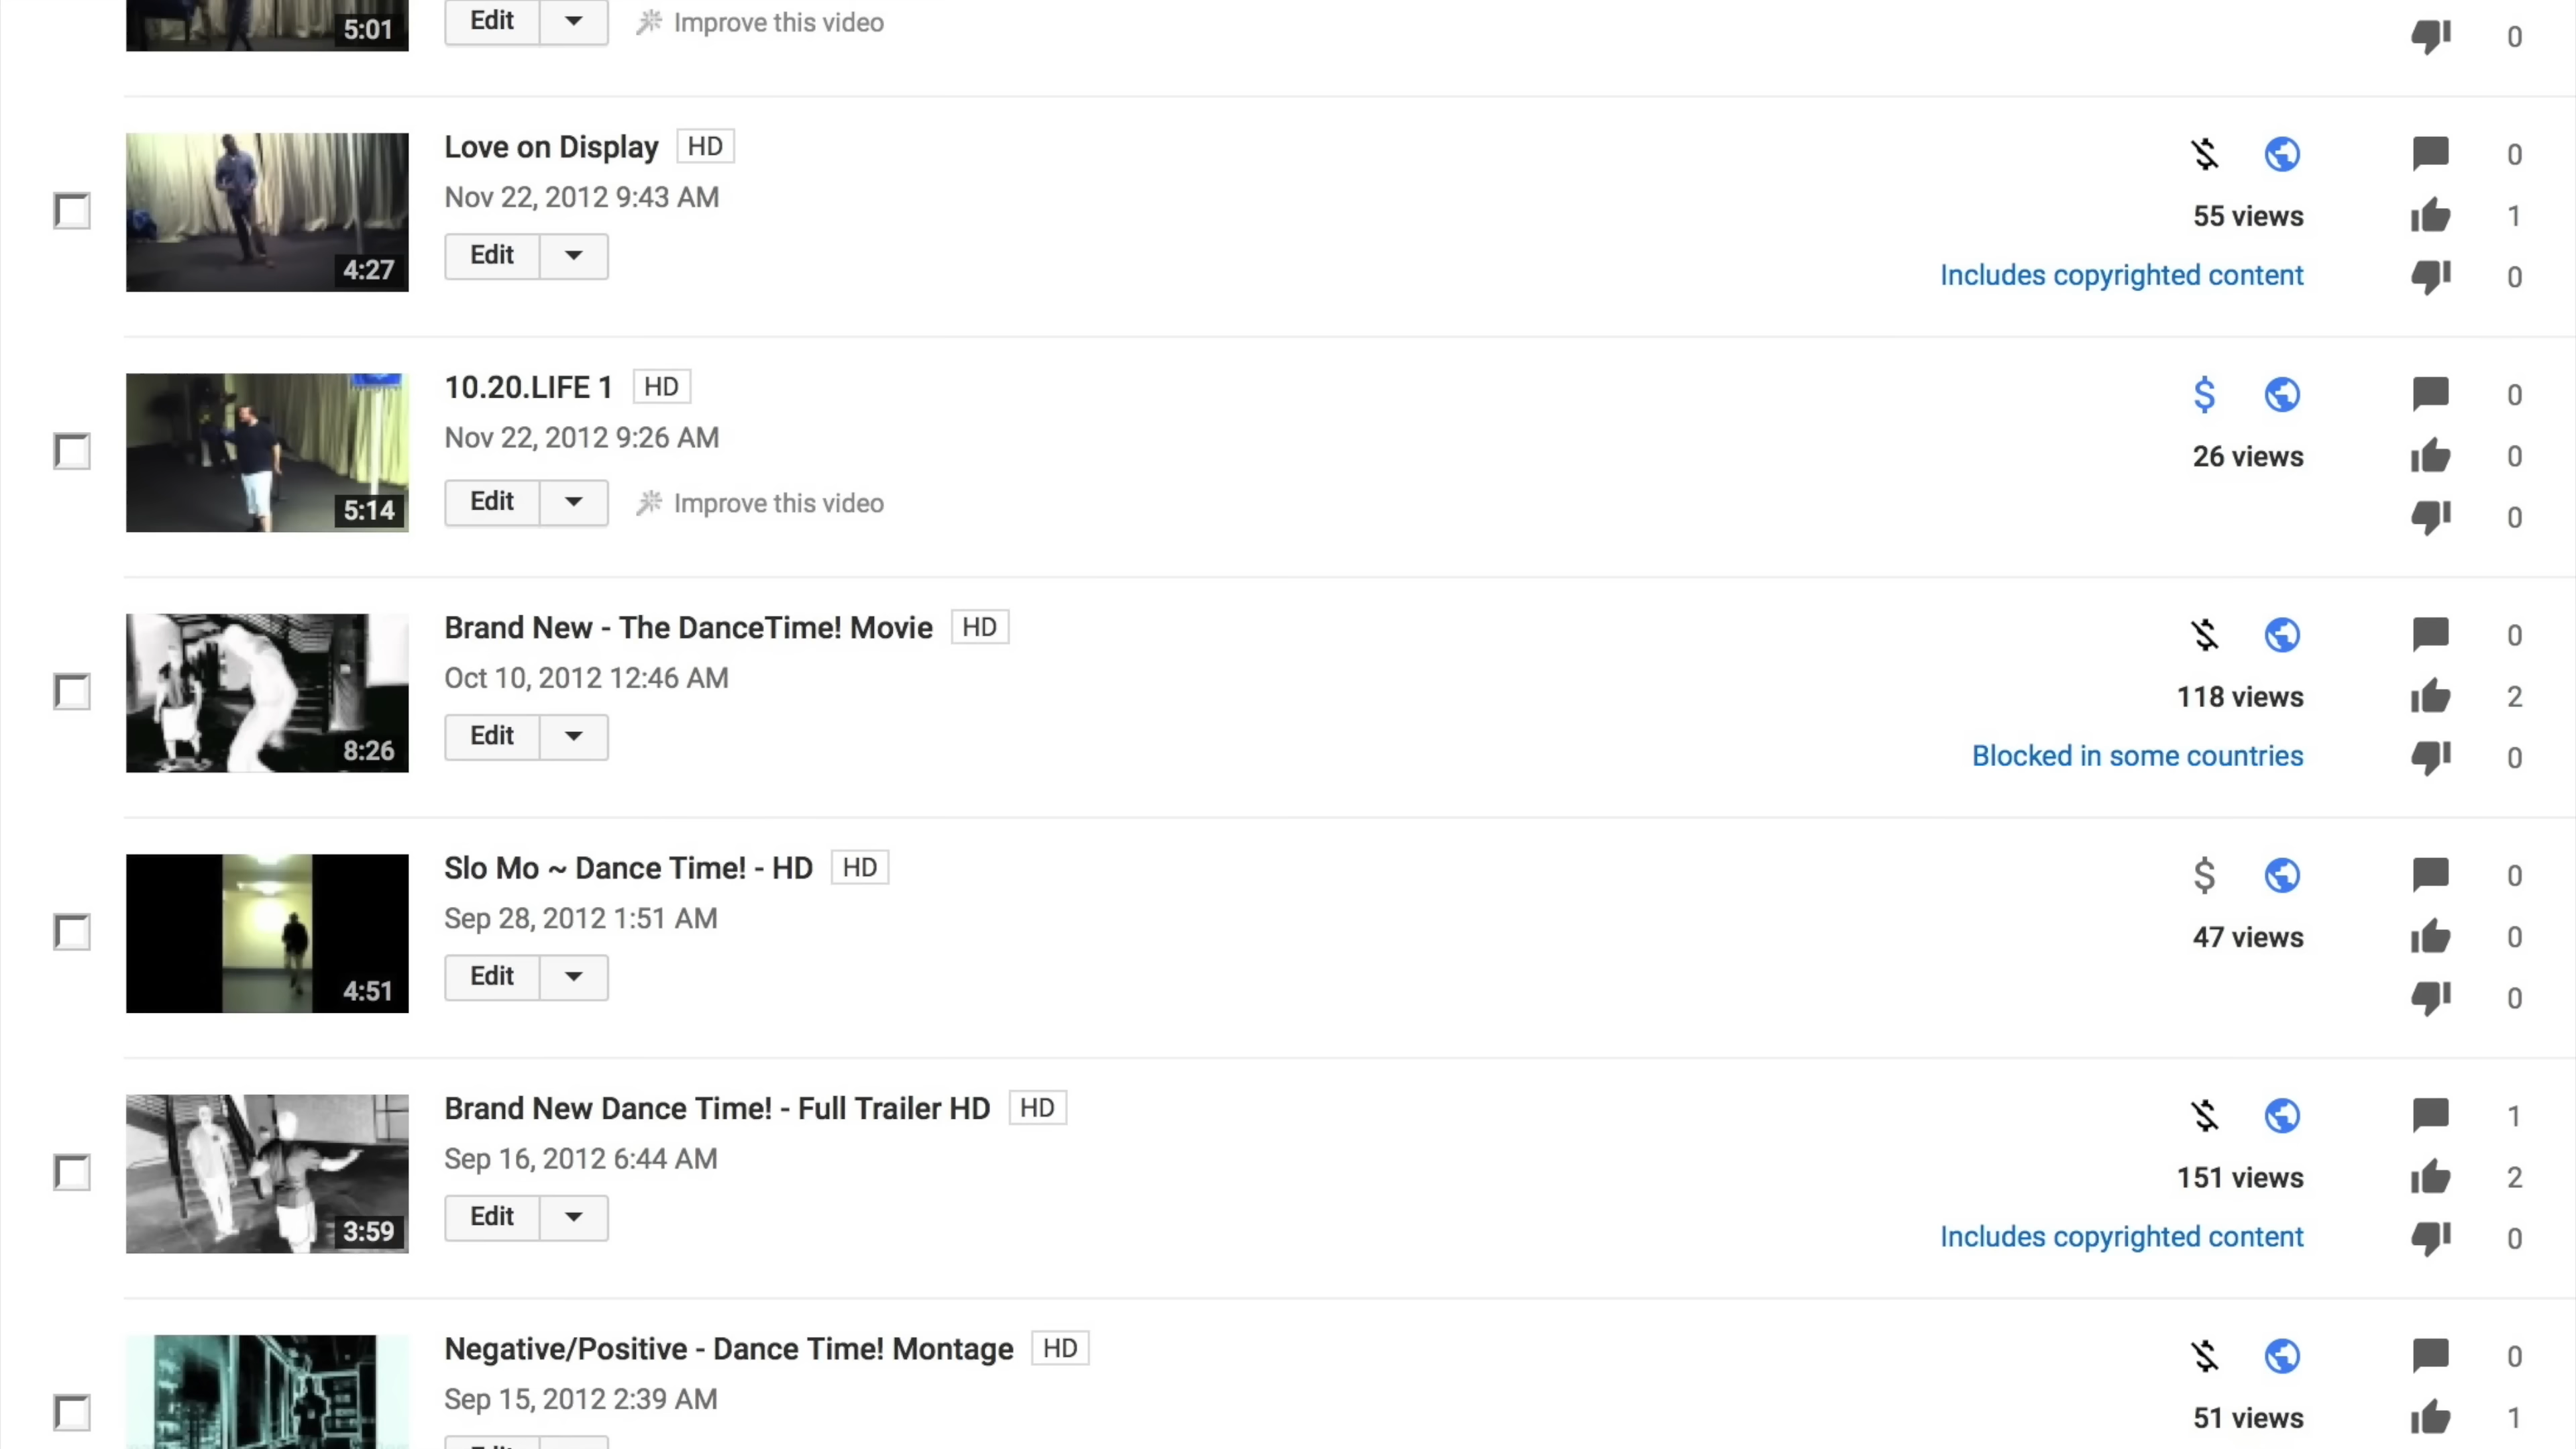 5:01
Edit
Improve this video
0
Love on Display HD
Nov 22, 2012 9:43 AM
Edit
4:27
0
55 views
1
Includes copyrighted content
0
10.20.LIFE 1 HD
Nov 22, 2012 9:26 AM
Edit
Improve this video
5:14
0
26 views
0
0
Brand New - The DanceTime! Movie HD
Oct 10, 2012 12:46 AM
Edit
8:26
0
118 views
2
Blocked in some countries
0
Slo Mo ~ Dance Time! - HD HD
Sep 28, 2012 1:51 AM
Edit
4:51
0
47 views
0
0
Brand New Dance Time! - Full Trailer HD HD
Sep 16, 2012 6:44 AM
Edit
3:59
1
151 views
2
Includes copyrighted content
0
Negative/Positive - Dance Time! Montage HD
Sep 15, 2012 2:39 AM
0
51 views
1